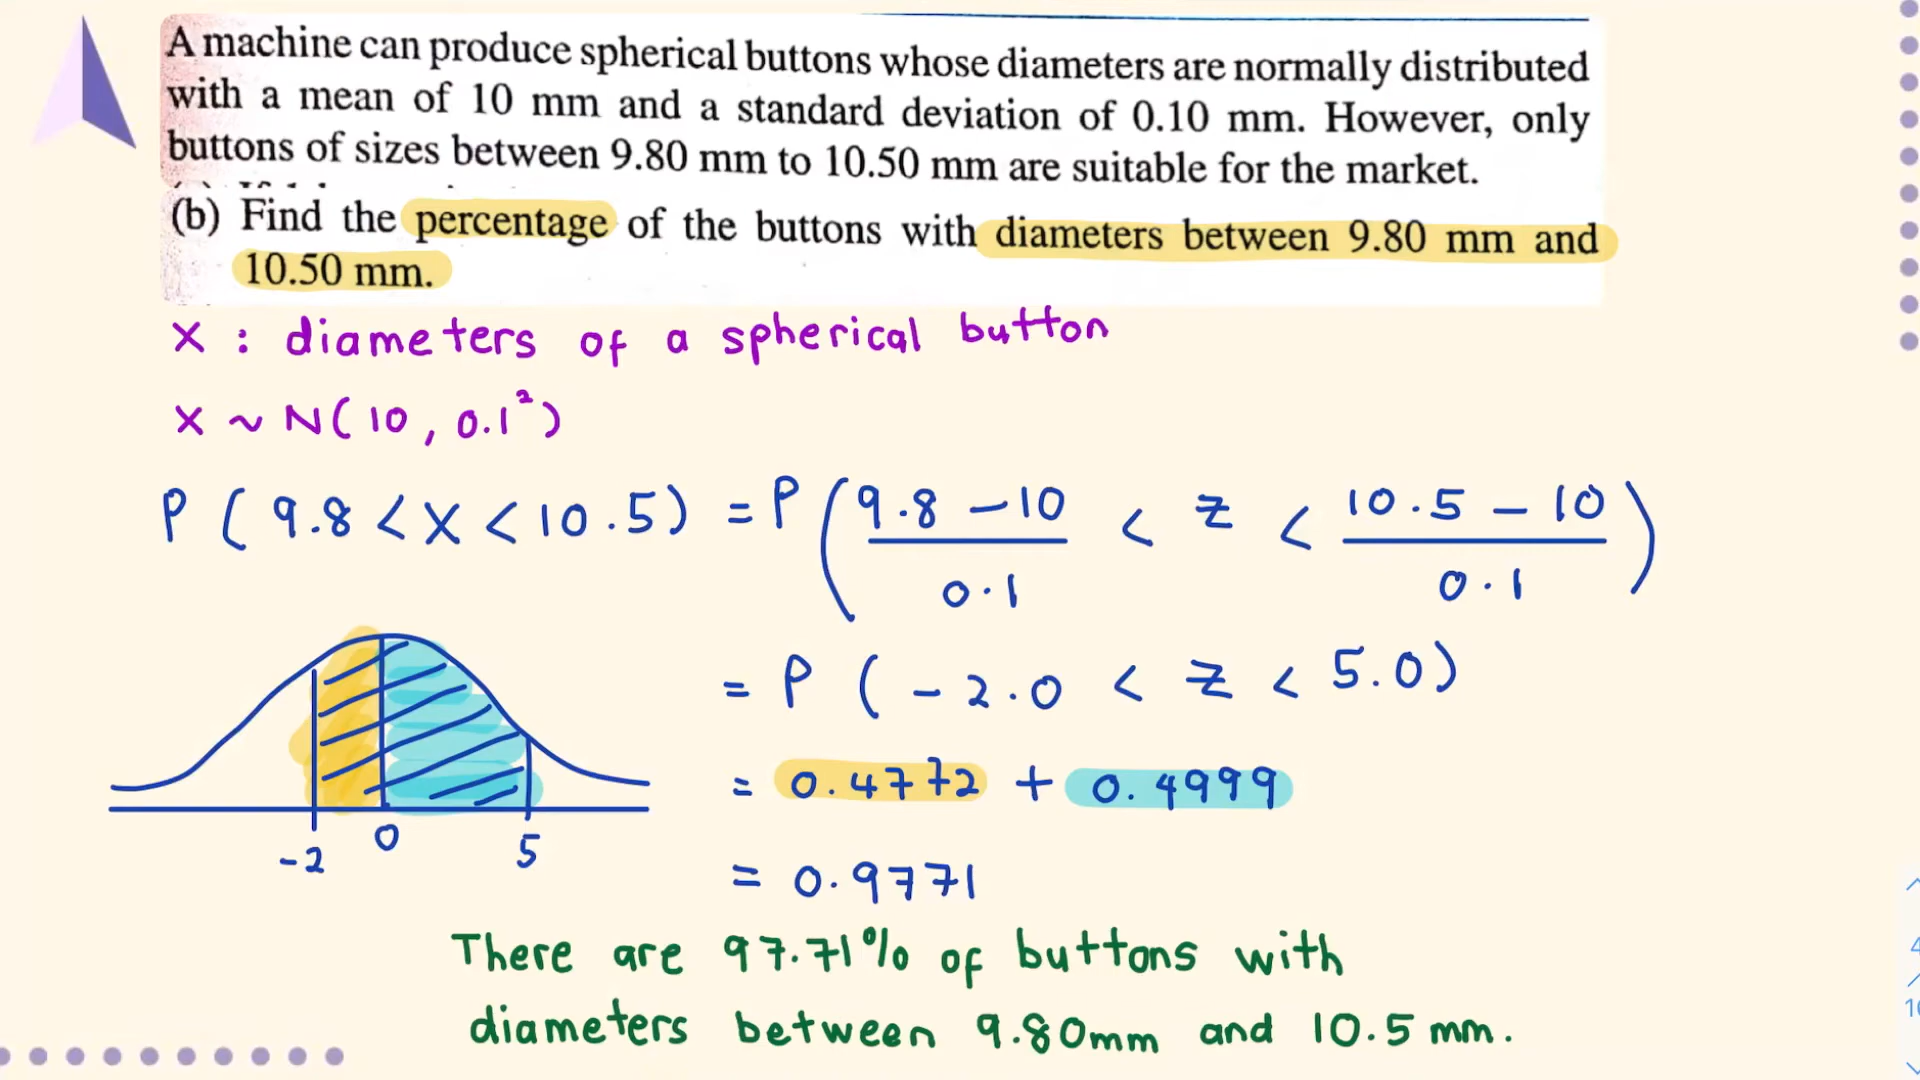 A machine can produce spherical buttons whose diameters are normally distributed
with a mean of 10 mm and a standard deviation of 0.10 mm. However, only
buttons of sizes between 9.80 mm to 10.50 mm are suitable for the market.
(b) Find the percentage of the buttons with diameters between 9.80 mm and
10.50 mm.
X : diameters of a spherical button
X ~ N(10, 0.1²)
P ( 9.8 < X < 10.5 ) = P ( (9.8 - 10)/0.1 < Z < (10.5 - 10)/0.1 )
= P ( -2.0 < Z < 5.0 )
= 0.4772 + 0.4999
= 0.9771
-2 0 5
There are 97.71% of buttons with
diameters between 9.80mm and 10.5 mm.